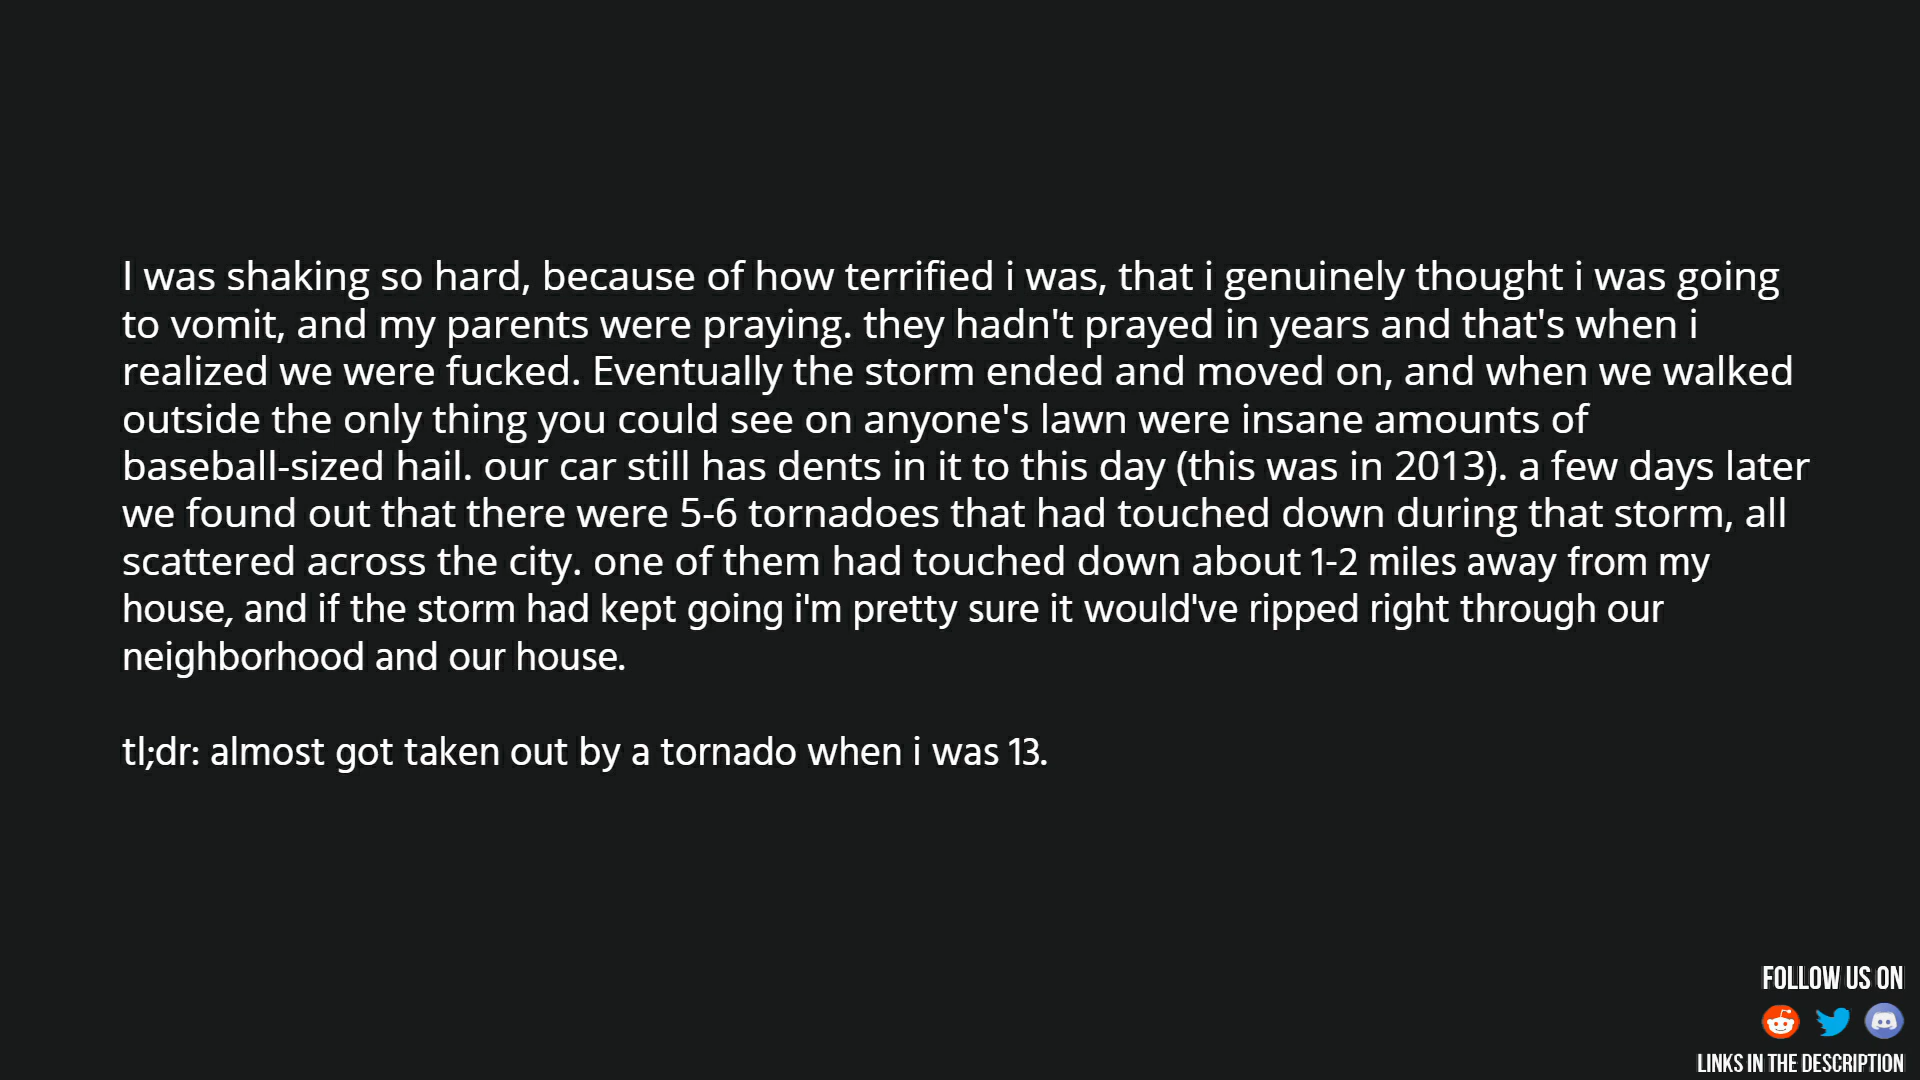 I was shaking so hard, because of how terrified i was, that i genuinely thought i was going
to vomit, and my parents were praying. they hadn't prayed in years and that's when i
realized we were fucked. Eventually the storm ended and moved on, and when we walked
outside the only thing you could see on anyone's lawn were insane amounts of
baseball-sized hail. our car still has dents in it to this day (this was in 2013). a few days later
we found out that there were 5-6 tornadoes that had touched down during that storm, all
scattered across the city. one of them had touched down about 1-2 miles away from my
house, and if the storm had kept going i'm pretty sure it would've ripped right through our
neighborhood and our house.
tl;dr: almost got taken out by a tornado when i was 13.
FOLLOW US ON
LINKS IN THE DESCRIPTION